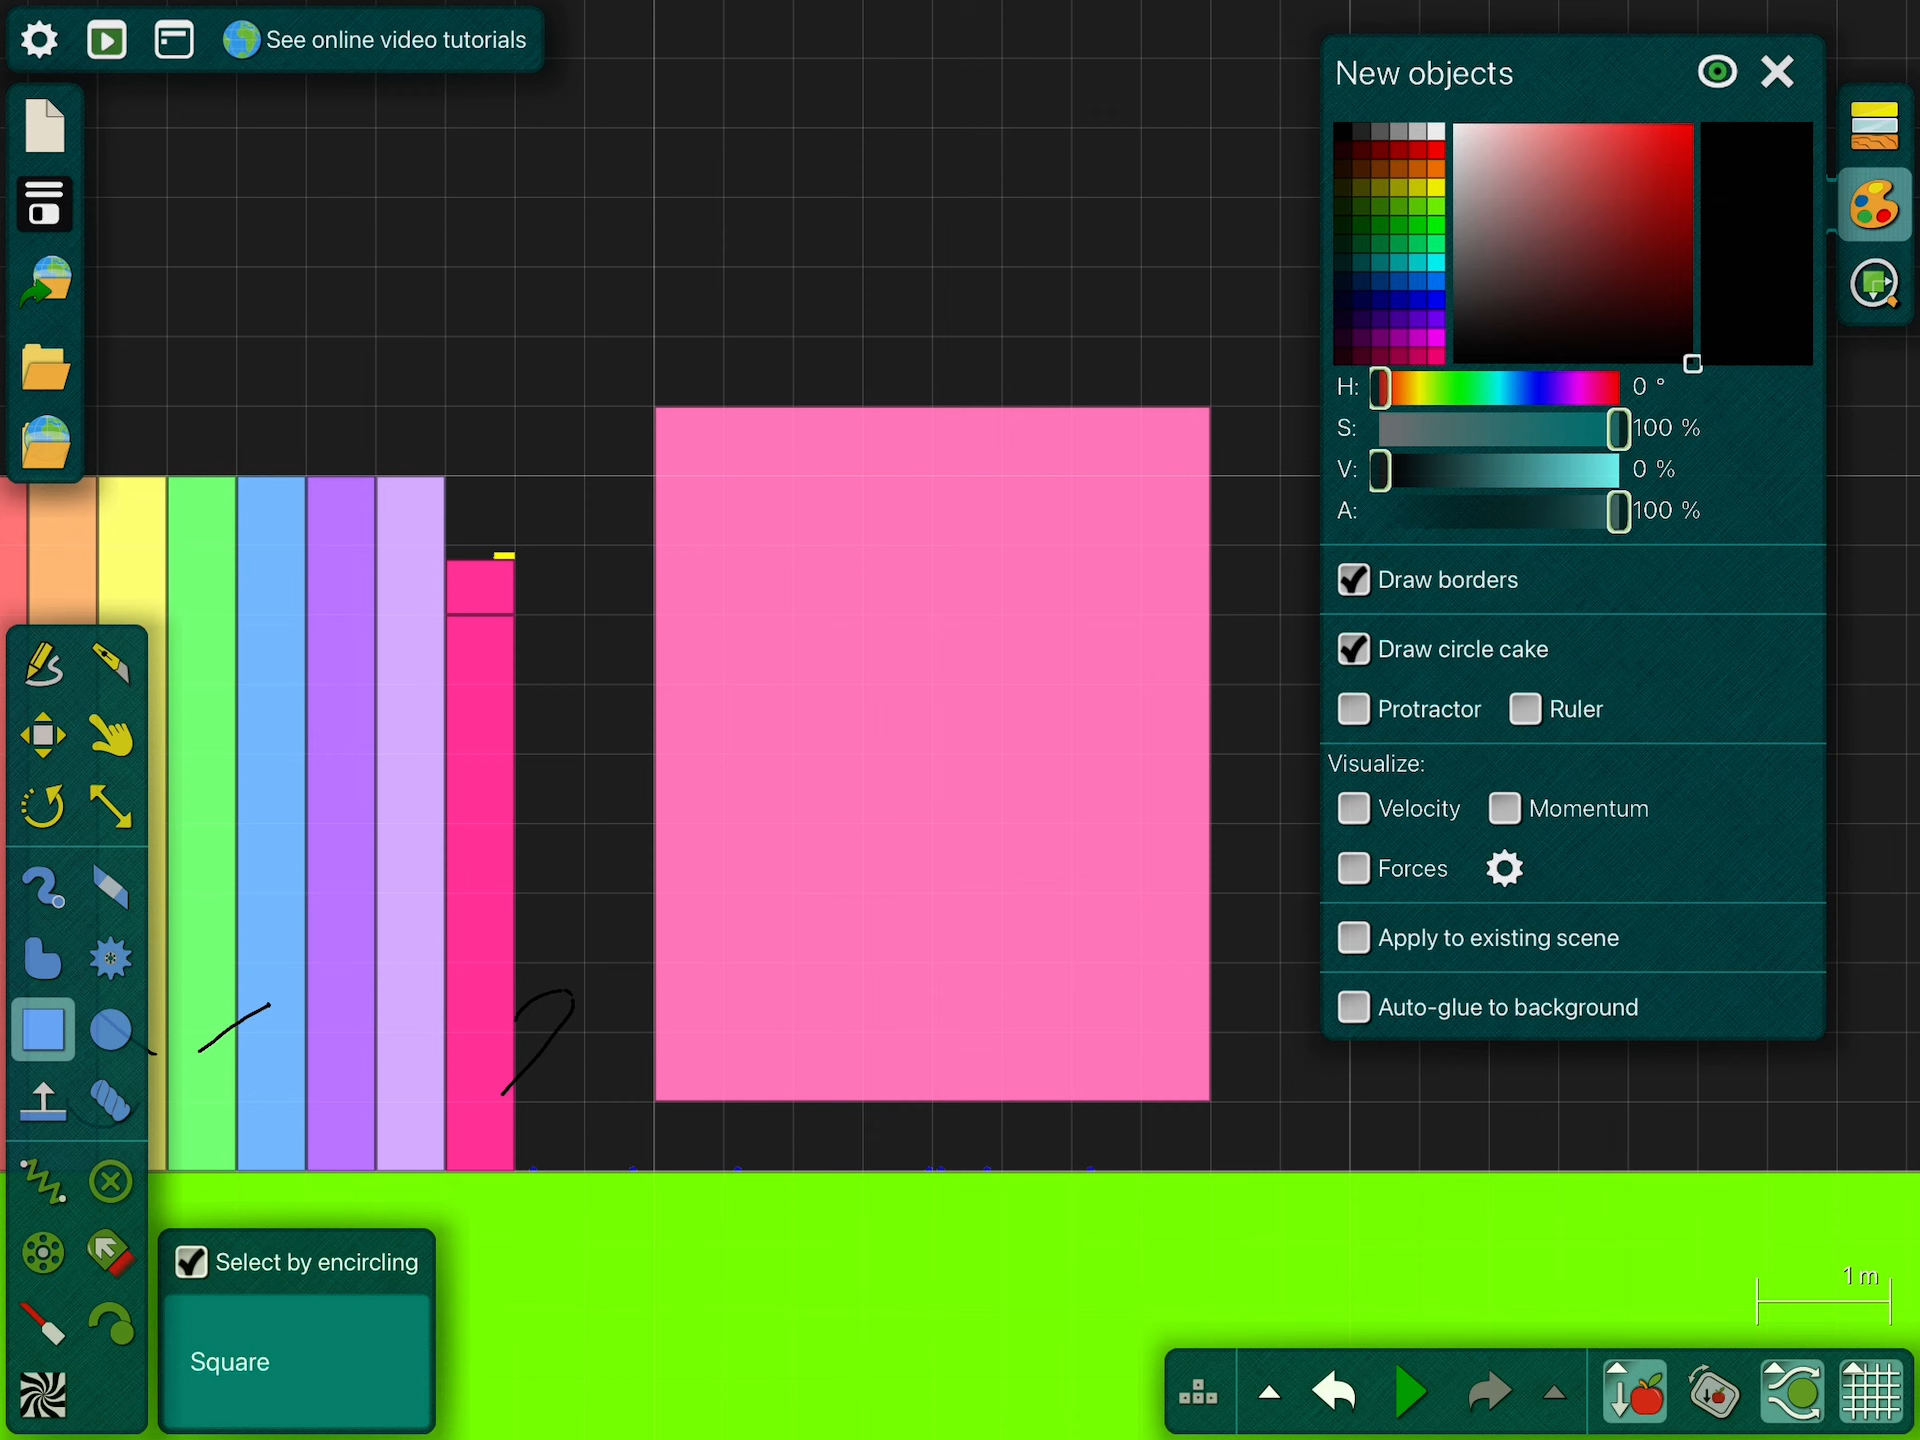 See online video tutorials
New objects
H: 0 °
S: 100 %
V: 0 %
A: 100 %
Draw borders
Draw circle cake
Protractor Ruler
Visualize:
Velocity Momentum
Forces
Apply to existing scene
Auto-glue to background
Select by encircling
Square
1 m